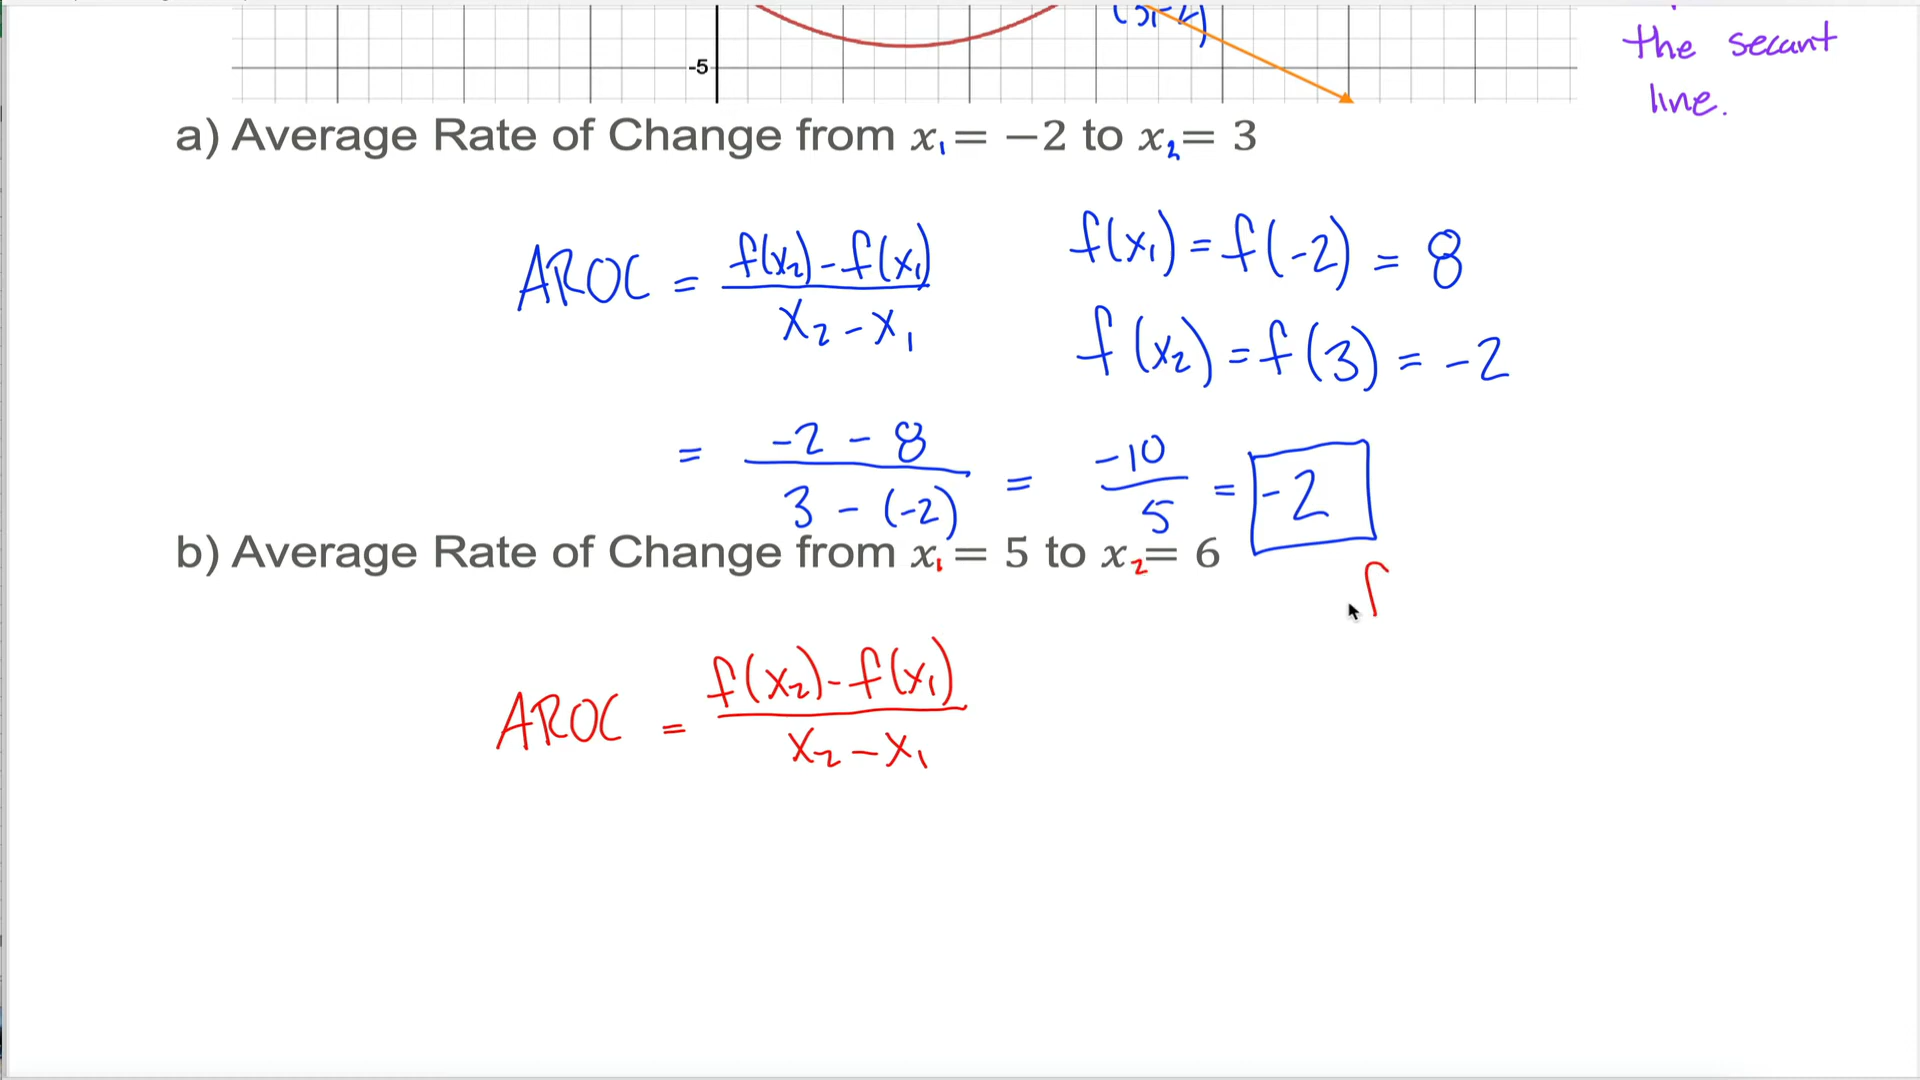 the secant
line.
-5
a) Average Rate of Change from x₁= −2 to x₂= 3
AROC = f(x₂)-f(x₁) / x₂-x₁
f(x₁) = f(-2) = 8
f(x₂) = f(3) = -2
= -2 - 8 / 3 - (-2) = -10 / 5 = -2
b) Average Rate of Change from x₁= 5 to x₂= 6
AROC = f(x₂)-f(x₁) / x₂-x₁